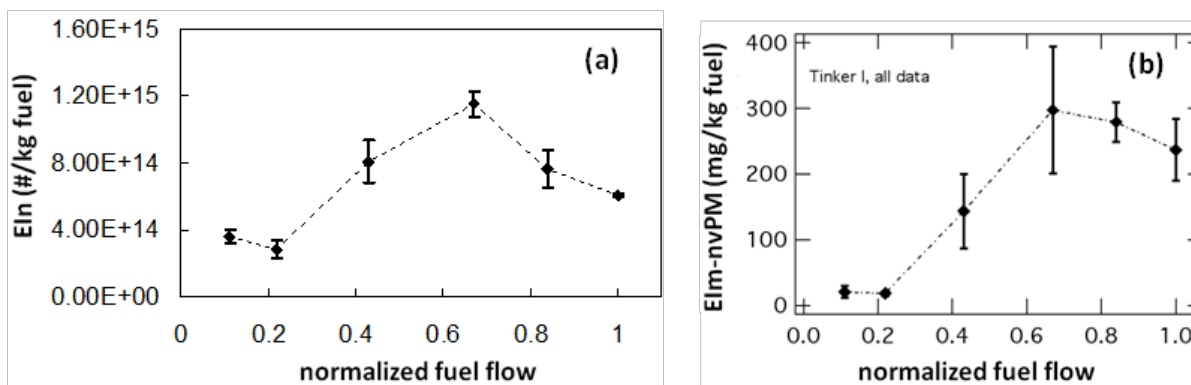 (a)
EIn (#/kg fuel)
1.60E+15
1.20E+15
8.00E+14
4.00E+14
0.00E+00
0 0.2 0.4 0.6 0.8 1
normalized fuel flow
(b)
Tinker I, all data
EIm-nvPM (mg/kg fuel)
400
300
200
100
0
0.0 0.2 0.4 0.6 0.8 1.0
normalized fuel flow